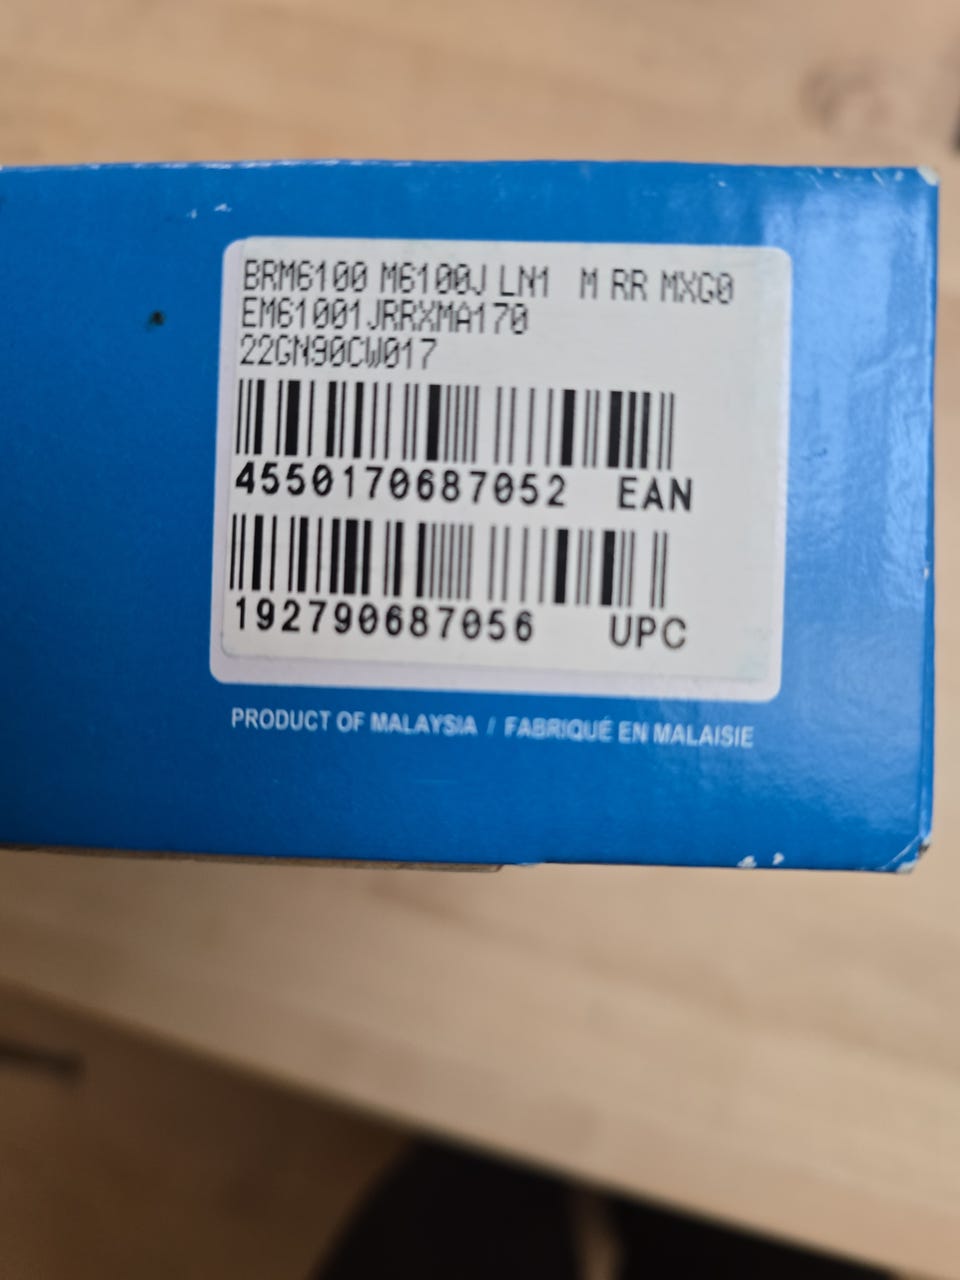 BRM6100 M6100J LN1 M RR MXG0
EM61001JRRXMA170
22GN90CW017
4550170687052 EAN
192790687056 UPC
PRODUCT OF MALAYSIA / FABRIQUÉ EN MALAISIE